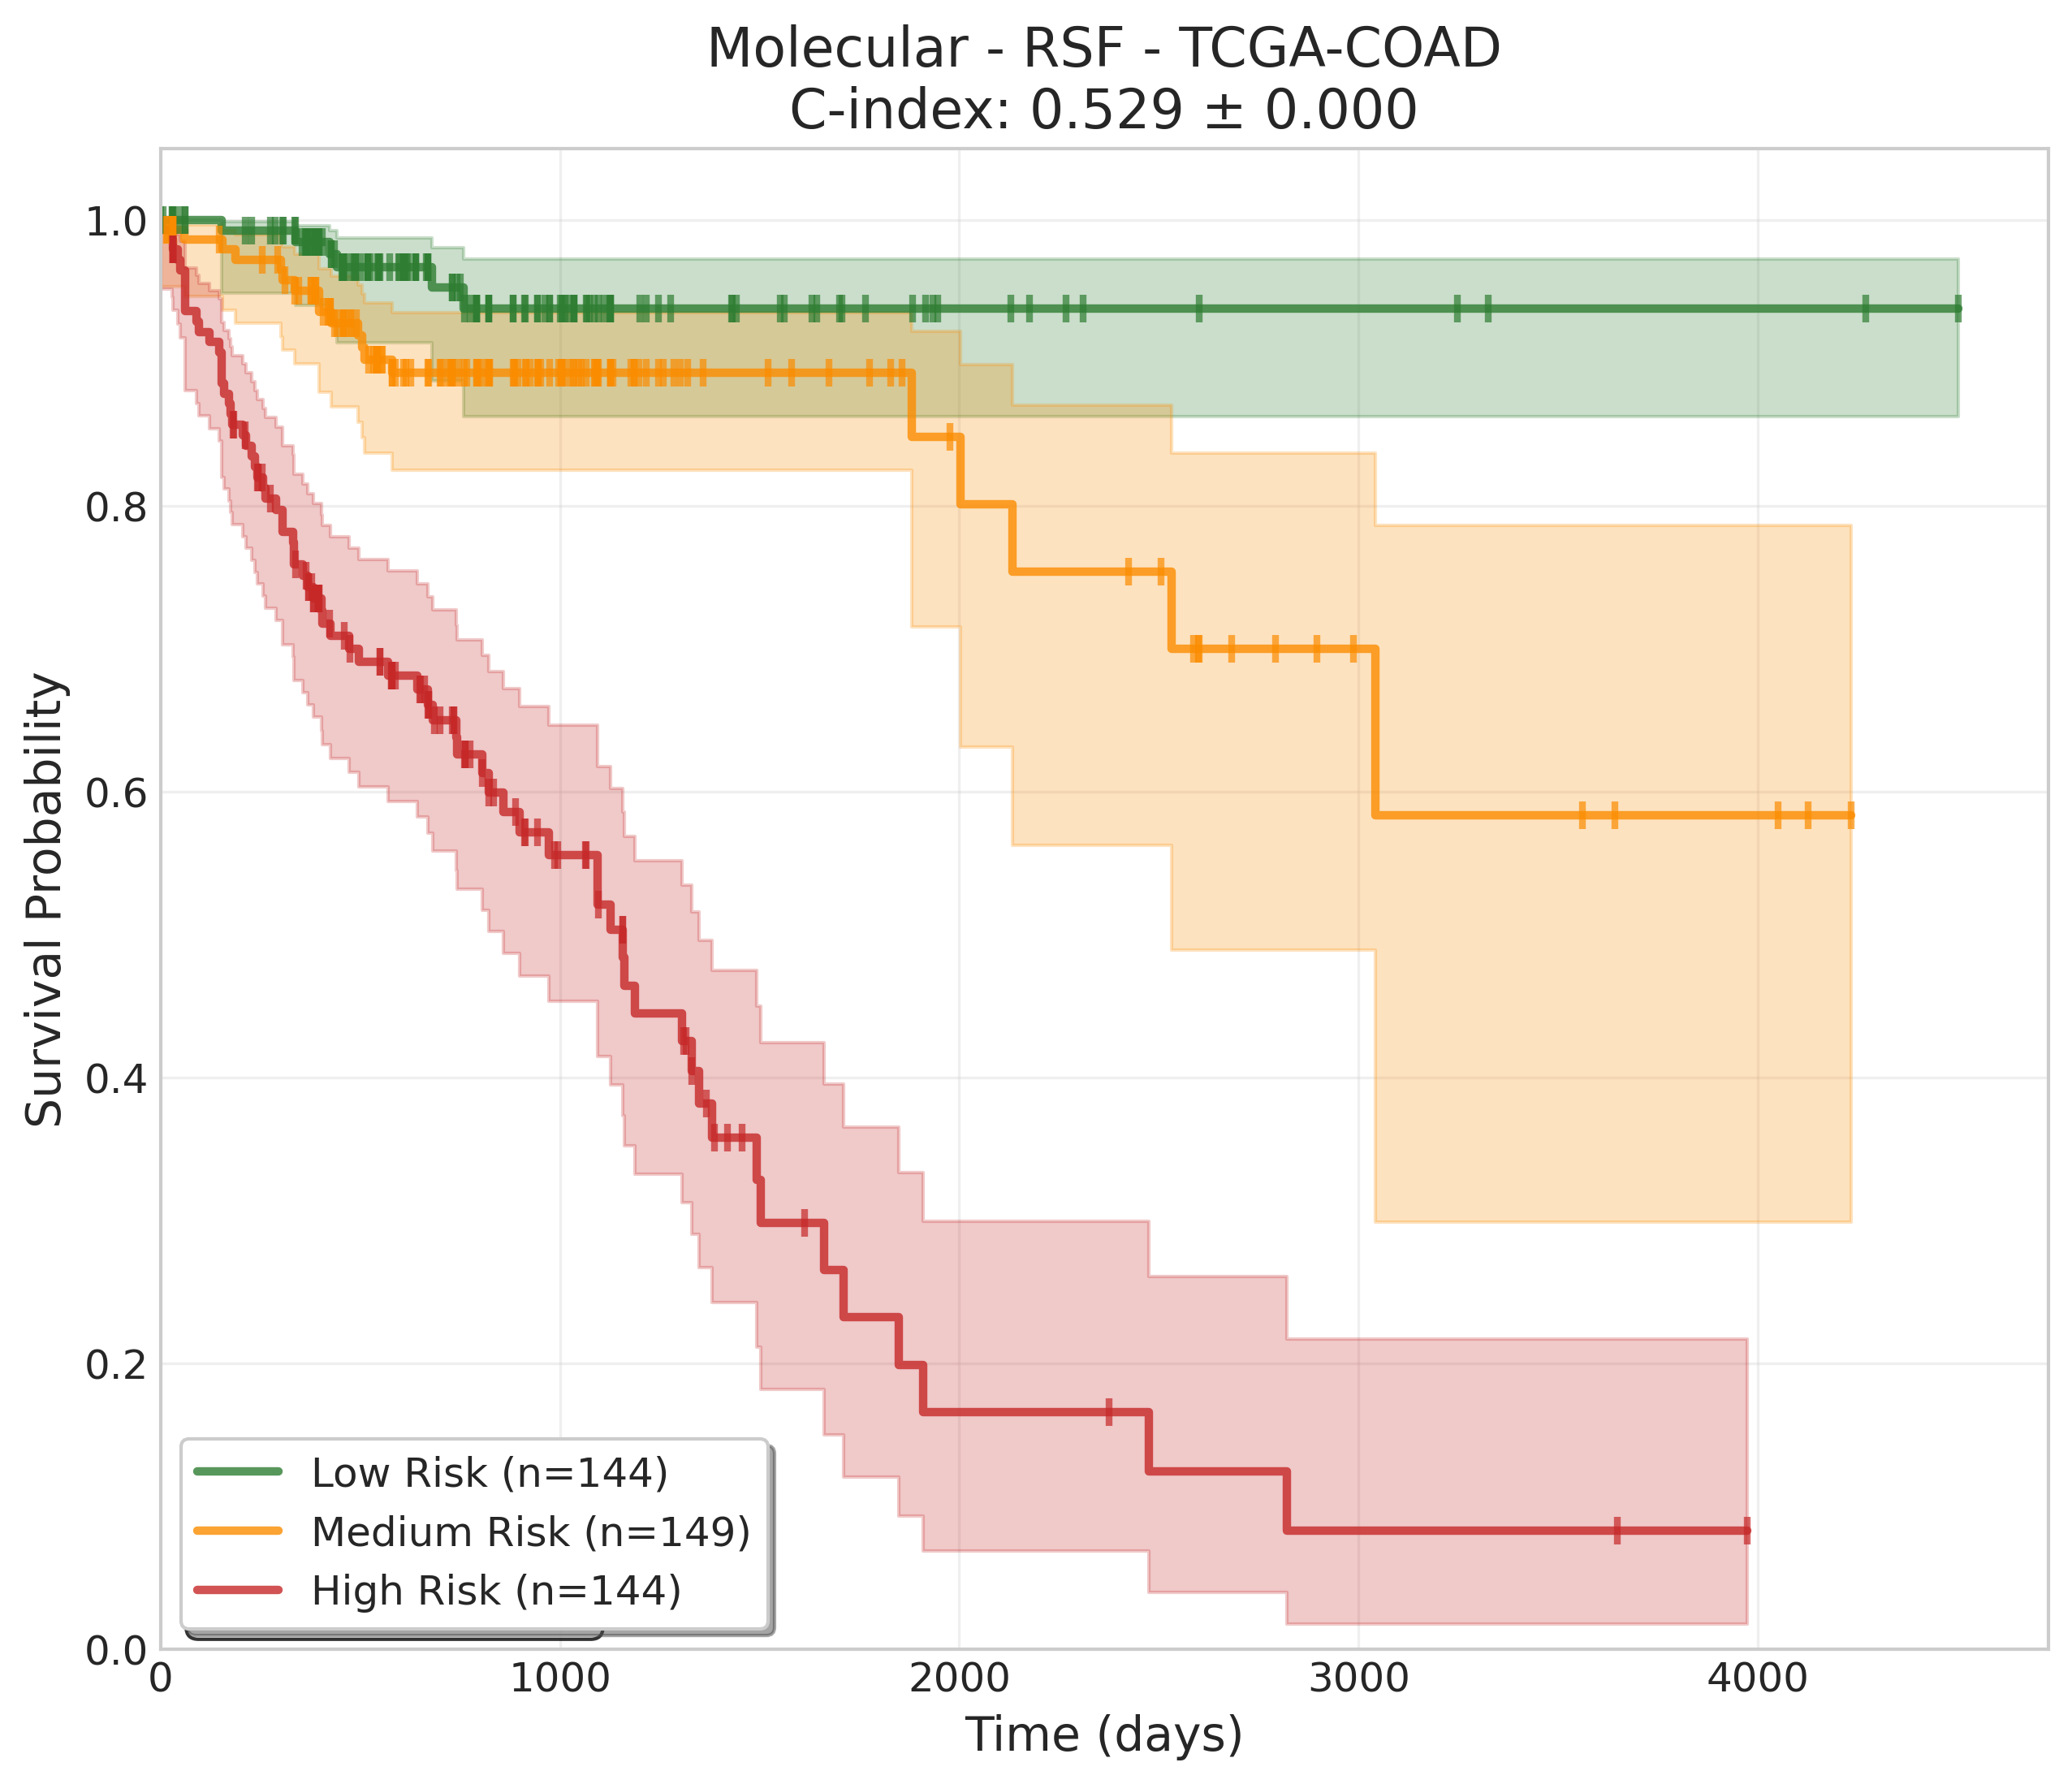 Molecular - RSF - TCGA-COAD
C-index: 0.529 ± 0.000
Survival Probability
1.0
0.8
0.6
0.4
0.2
0.0
Low Risk (n=144)
Medium Risk (n=149)
High Risk (n=144)
0 1000 2000 3000 4000
Time (days)